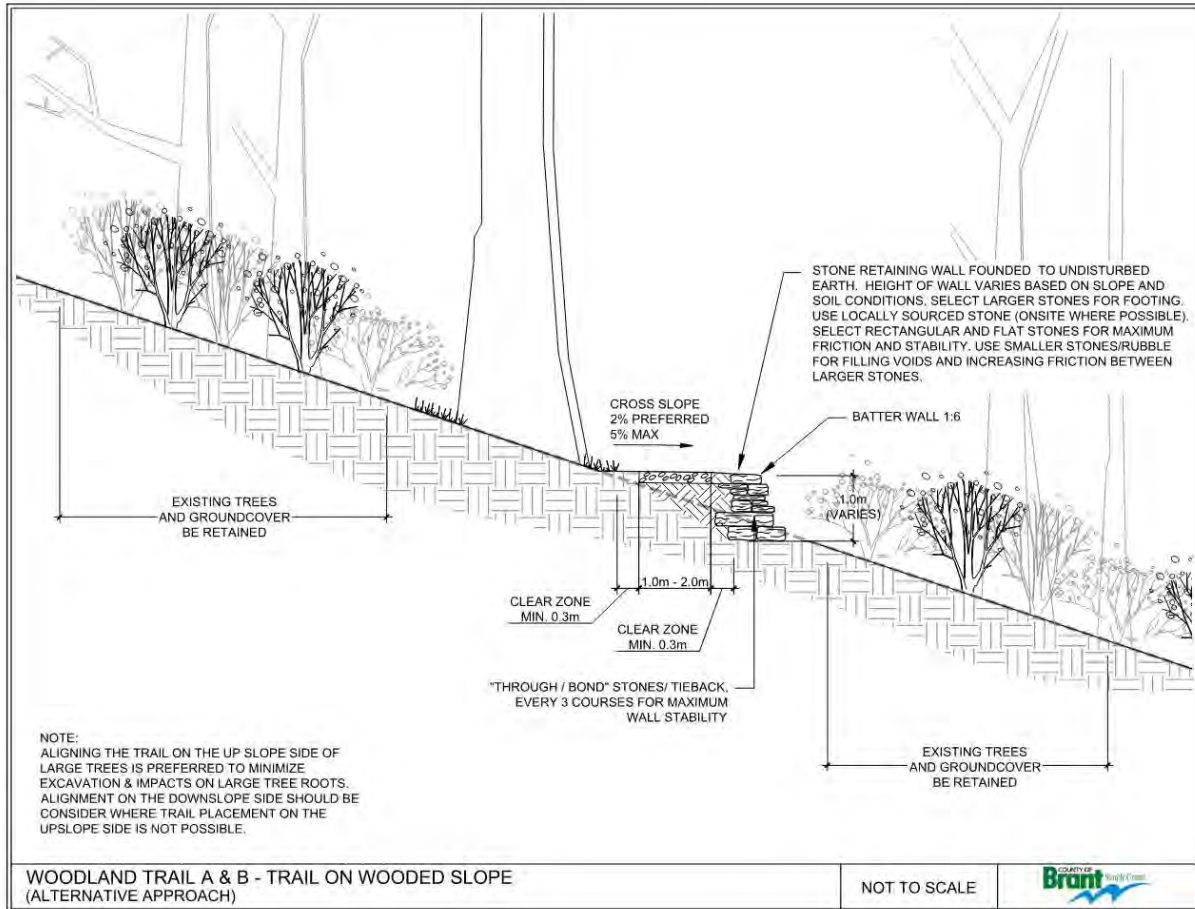 STONE RETAINING WALL FOUNDED TO UNDISTURBED
EARTH. HEIGHT OF WALL VARIES BASED ON SLOPE AND
SOIL CONDITIONS. SELECT LARGER STONES FOR FOOTING.
USE LOCALLY SOURCED STONE (ONSITE WHERE POSSIBLE).
SELECT RECTANGULAR AND FLAT STONES FOR MAXIMUM
FRICTION AND STABILITY. USE SMALLER STONES/RUBBLE
FOR FILLING VOIDS AND INCREASING FRICTION BETWEEN
LARGER STONES.
CROSS SLOPE
2% PREFERRED
5% MAX
BATTER WALL 1:6
EXISTING TREES
AND GROUNDCOVER
BE RETAINED
1.0m
(VARIES)
1.0m - 2.0m
CLEAR ZONE
MIN. 0.3m
CLEAR ZONE
MIN. 0.3m
"THROUGH / BOND" STONES/ TIEBACK,
EVERY 3 COURSES FOR MAXIMUM
WALL STABILITY
EXISTING TREES
AND GROUNDCOVER
BE RETAINED
NOTE:
ALIGNING THE TRAIL ON THE UP SLOPE SIDE OF
LARGE TREES IS PREFERRED TO MINIMIZE
EXCAVATION & IMPACTS ON LARGE TREE ROOTS.
ALIGNMENT ON THE DOWNSLOPE SIDE SHOULD BE
CONSIDER WHERE TRAIL PLACEMENT ON THE
UPSLOPE SIDE IS NOT POSSIBLE.
WOODLAND TRAIL A & B - TRAIL ON WOODED SLOPE
(ALTERNATIVE APPROACH)
NOT TO SCALE
COUNTY OF
Brant